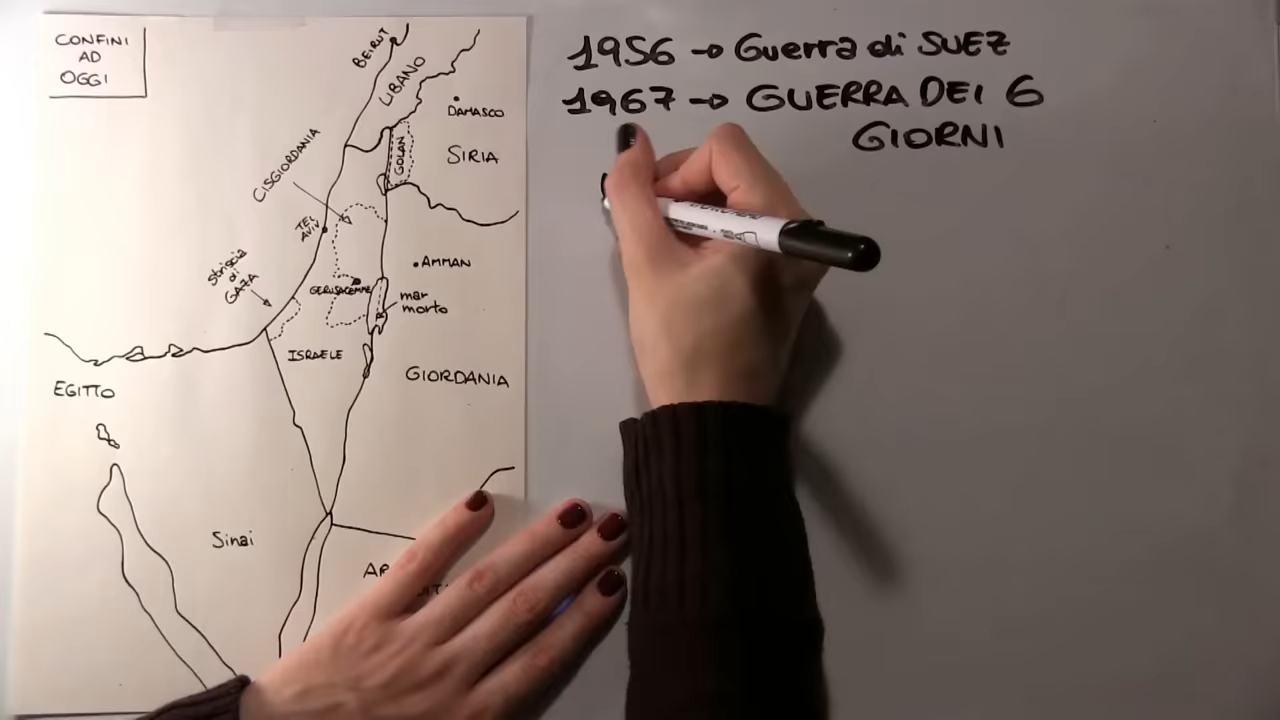 CONFINI
AD
OGGI
BEIRUT
LIBANO
DAMASCO
SIRIA
GOLAN
CISGIORDANIA
TEL
AVIV
AMMAN
striscia
di
GAZA
GERUSALEMME
mar
morto
ISRAELE
GIORDANIA
EGITTO
Sinai
1956 → Guerra di SUEZ
1967 → GUERRA DEI 6
GIORNI